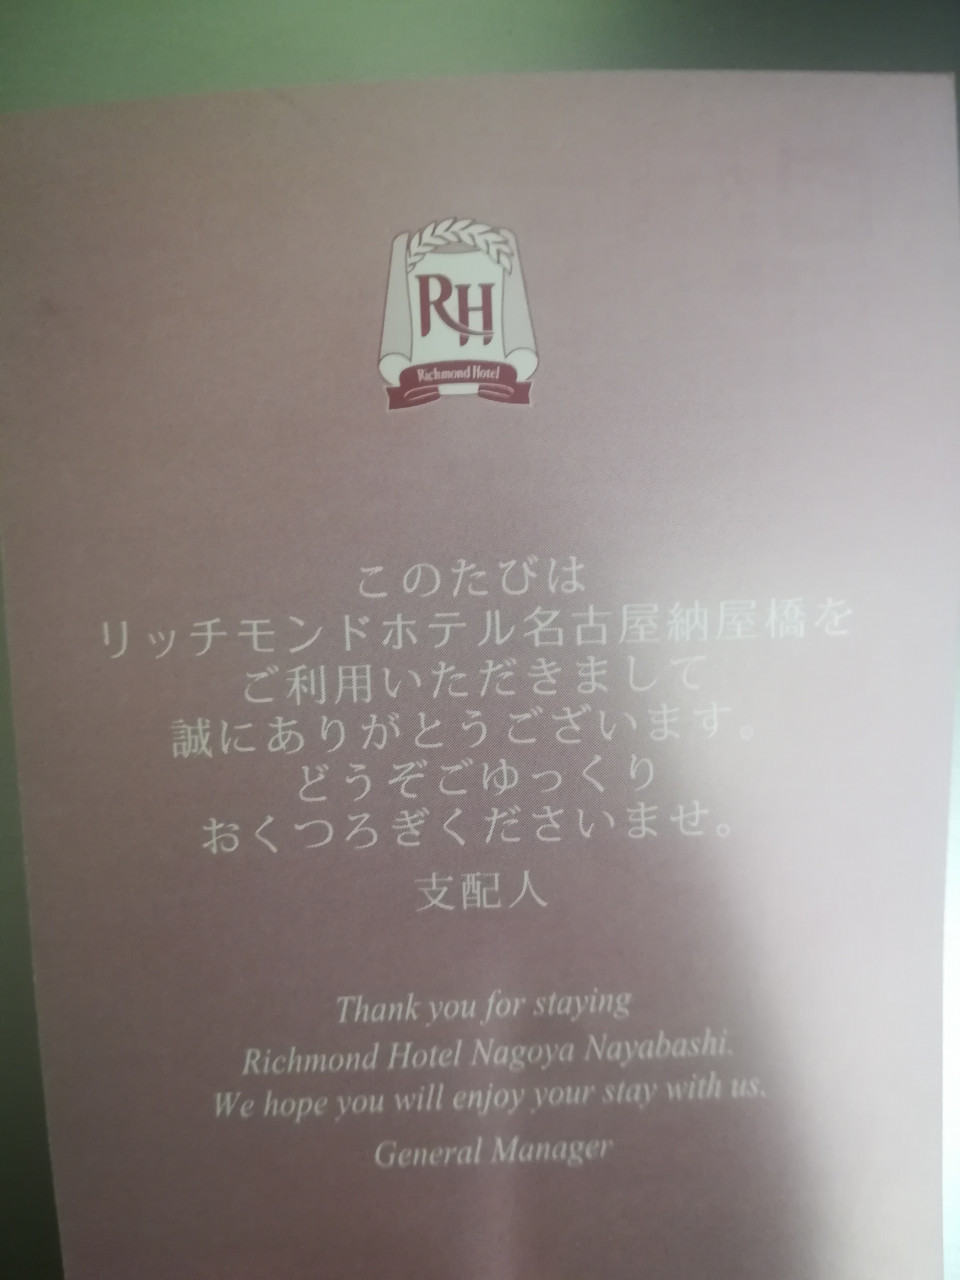 RH
Richmond Hotel
このたびは
リッチモンドホテル名古屋納屋橋を
ご利用いただきまして
誠にありがとうございます。
どうぞごゆっくり
おくつろぎくださいませ。
支配人
Thank you for staying
Richmond Hotel Nagoya Nayabashi.
We hope you will enjoy your stay with us.
General Manager